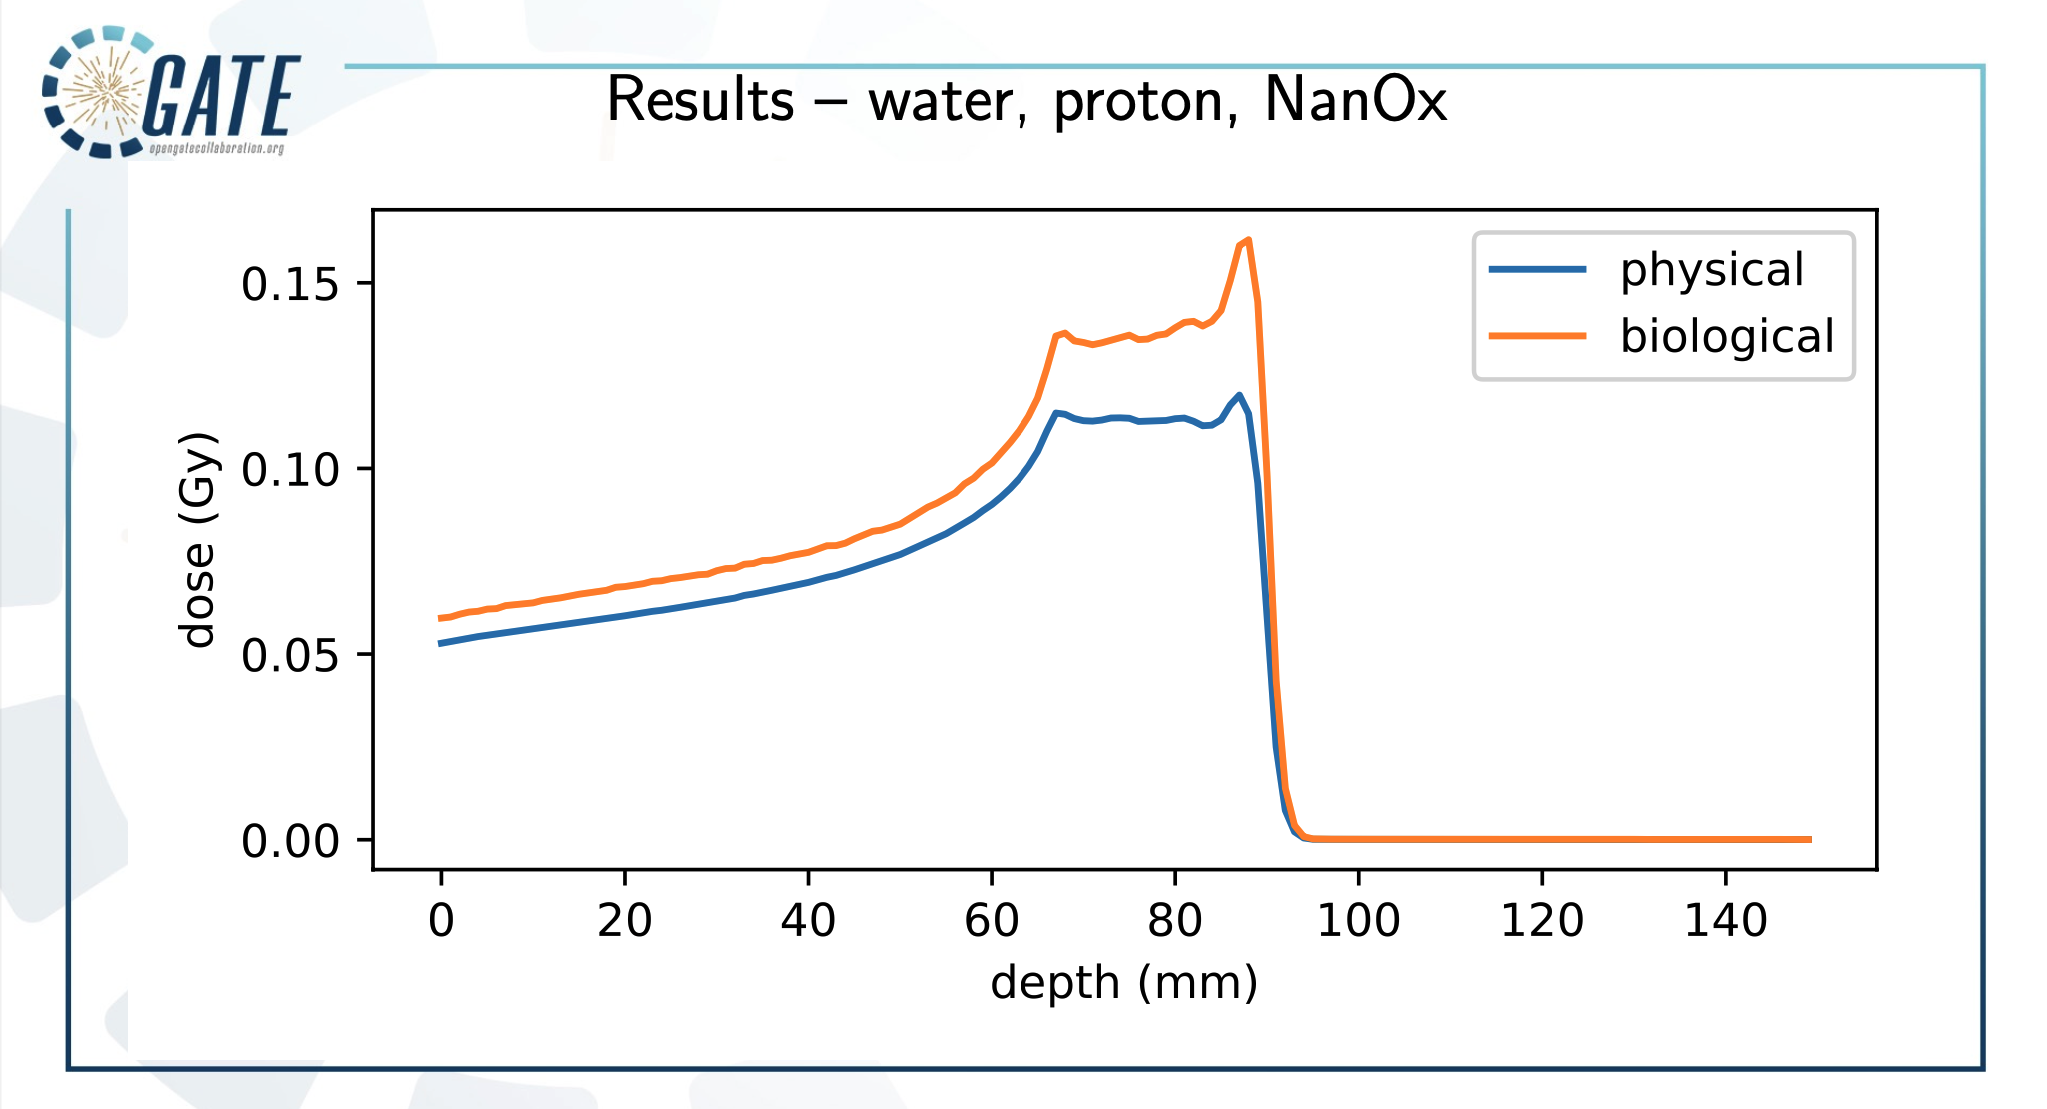 GATE
opengatecollaboration.org
Results – water, proton, NanOx
physical
biological
dose (Gy)
0.15
0.10
0.05
0.00
0 20 40 60 80 100 120 140
depth (mm)